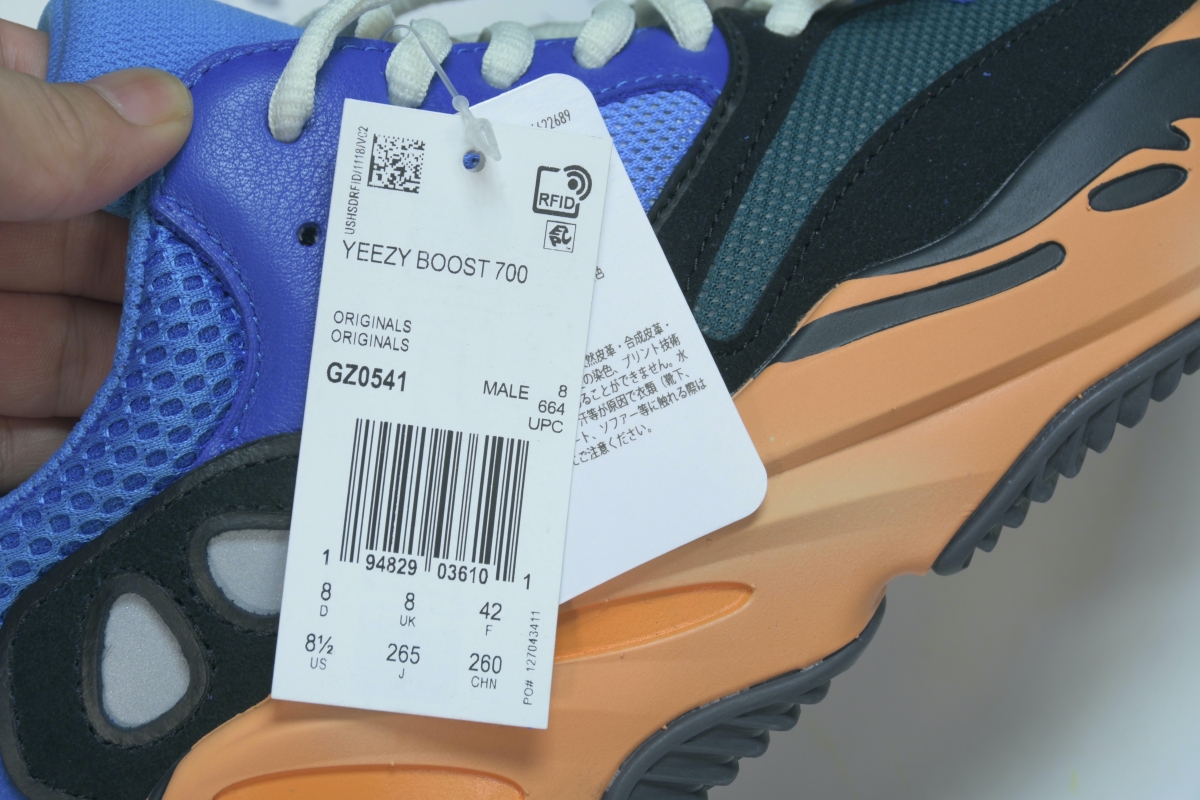 USHSDRFID/1118/VC2
RFID
YEEZY BOOST 700
ORIGINALS
ORIGINALS
GZ0541
MALE 8
664
UPC
1 94829 03610 1
8 8 42
D UK F
8½ 265 260
US J CHN
PO# 127043411
22689
色
然皮革・合成皮革・
の染色、プリント技術
ることができません。水
汗等が原因で衣類（靴下、
ート、ソファー等に触れる際は
ご注意ください。